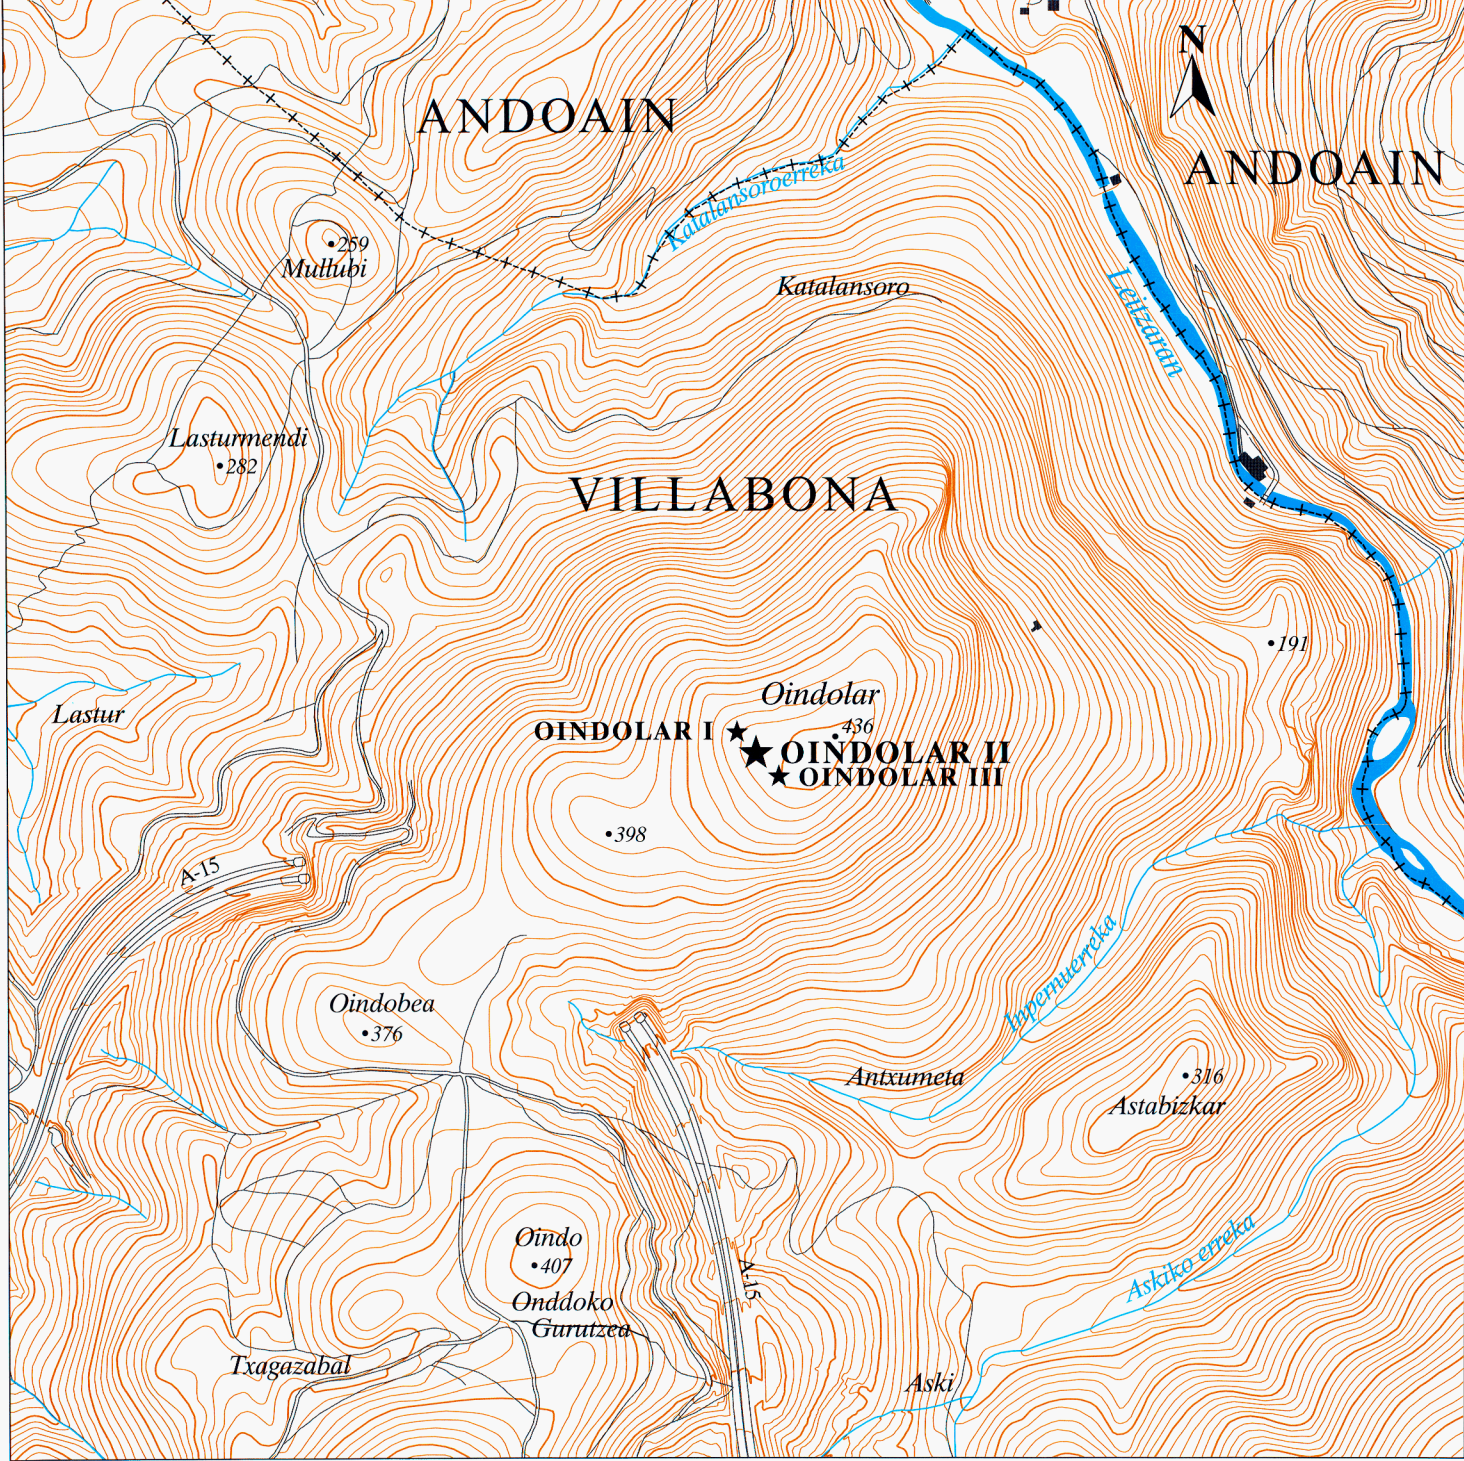 N
ANDOAIN
ANDOAIN
Katalansoroerreka
259
Mullubi
Katalansoro
Leitzaran
Lasturmendi
282
VILLABONA
191
Oindolar
Lastur
436
OINDOLAR I
OINDOLAR II
OINDOLAR III
398
A-15
Inpernuerreka
Oindobea
376
Antxumeta
316
Astabizkar
Oindo
407
Askiko erreka
A-15
Onddoko
Gurutzea
Txagazabal
Aski